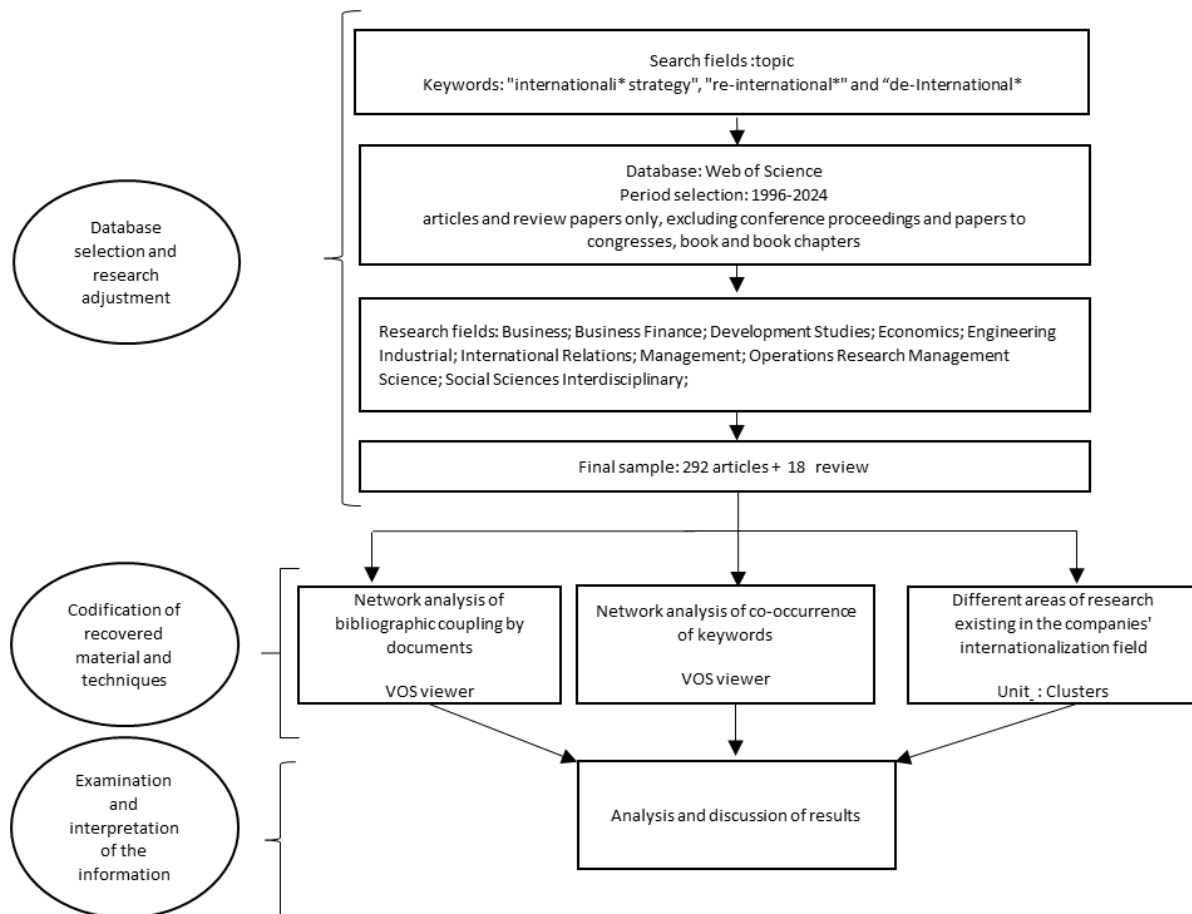 Search fields :topic
Keywords: "internationali* strategy", "re-international*" and “de-International*
Database: Web of Science
Period selection: 1996-2024
articles and review papers only, excluding conference proceedings and papers to
congresses, book and book chapters
Database
selection and
research
adjustment
Research fields: Business; Business Finance; Development Studies; Economics; Engineering
Industrial; International Relations; Management; Operations Research Management
Science; Social Sciences Interdisciplinary;
Final sample: 292 articles + 18 review
Codification of
recovered
material and
techniques
Network analysis of
bibliographic coupling by
documents
VOS viewer
Network analysis of co-occurrence
of keywords
VOS viewer
Different areas of research
existing in the companies'
internationalization field
Unit_: Clusters
Examination
and
interpretation
of the
information
Analysis and discussion of results